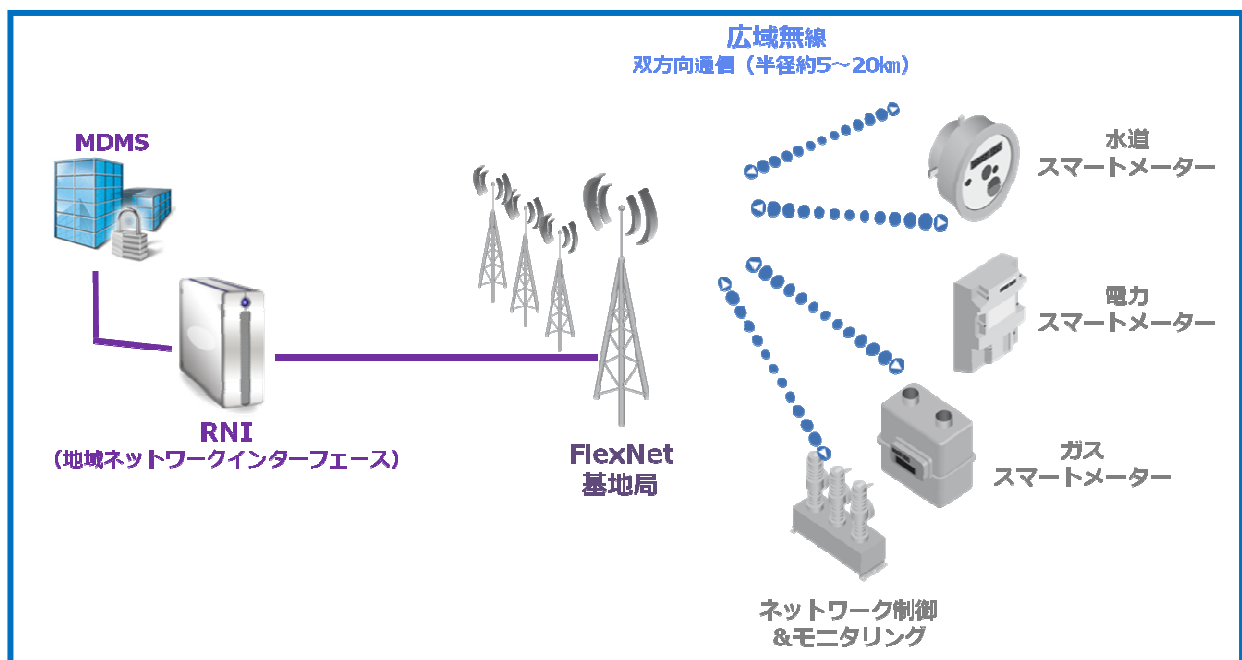 広域無線
双方向通信（半径約5～20㎞）
MDMS
水道
スマートメーター
電力
スマートメーター
RNI
（地域ネットワークインターフェース）
FlexNet
基地局
ガス
スマートメーター
ネットワーク制御
&モニタリング